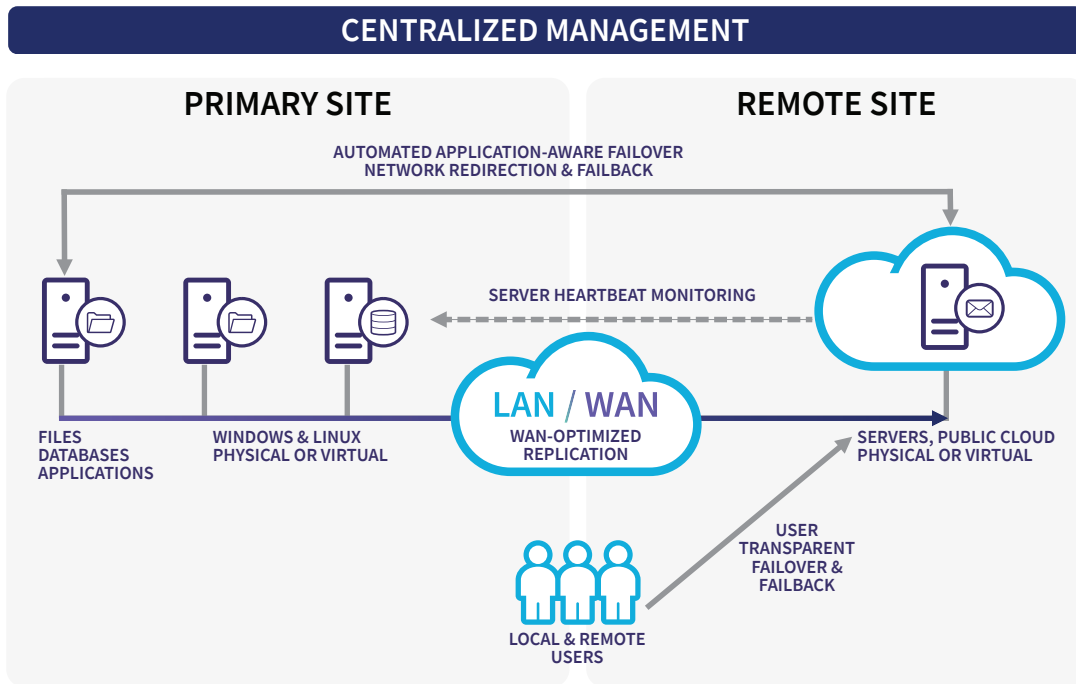 CENTRALIZED MANAGEMENT
PRIMARY SITE
REMOTE SITE
AUTOMATED APPLICATION-AWARE FAILOVER
NETWORK REDIRECTION & FAILBACK
SERVER HEARTBEAT MONITORING
LAN / WAN
WAN-OPTIMIZED
REPLICATION
FILES
DATABASES
APPLICATIONS
WINDOWS & LINUX
PHYSICAL OR VIRTUAL
SERVERS, PUBLIC CLOUD
PHYSICAL OR VIRTUAL
USER
TRANSPARENT
FAILOVER &
FAILBACK
LOCAL & REMOTE
USERS